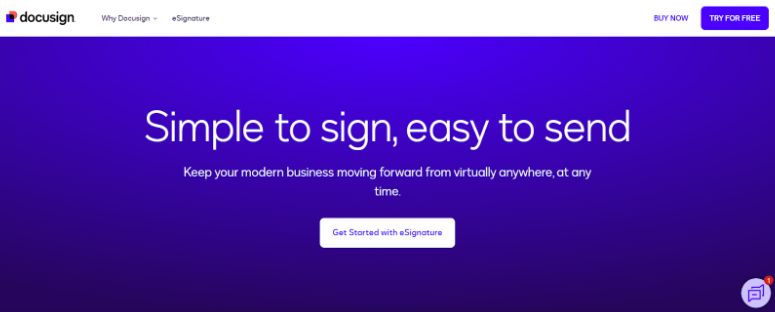 docusign
Why Docusign
eSignature
BUY NOW
TRY FOR FREE
Simple to sign, easy to send
Keep your modern business moving forward from virtually anywhere, at any
time.
Get Started with eSignature
1